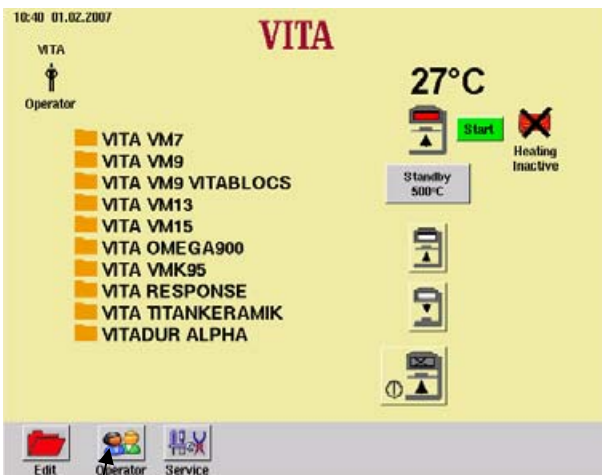 10:40 01.02.2007
VITA
VITA
Operator
27°C
Start
Heating
Inactive
Standby
500°C
VITA VM7
VITA VM9
VITA VM9 VITABLOCS
VITA VM13
VITA VM15
VITA OMEGA900
VITA VMK95
VITA RESPONSE
VITA TITANKERAMIK
VITADUR ALPHA
Edit
Operator
Service